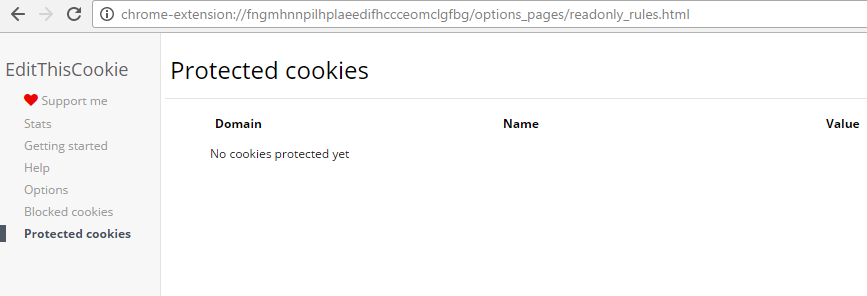 chrome-extension://fngmhnnpilhplaeedifhccceomclgfbg/options_pages/readonly_rules.html
EditThisCookie
Support me
Stats
Getting started
Help
Options
Blocked cookies
Protected cookies
Protected cookies
Domain Name Value
No cookies protected yet